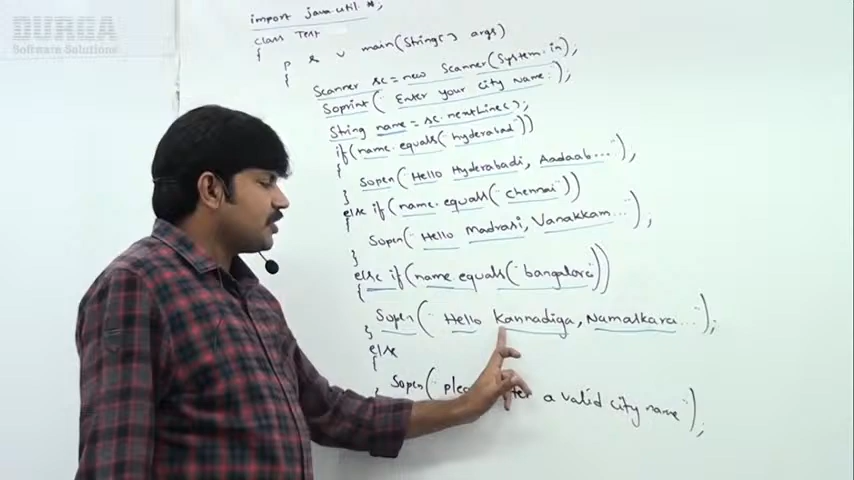 DURGA
Software Solutions
import java.util.*;
class Test
{
p s v main(String[] args)
{
Scanner sc = new Scanner(System.in);
Soprint("Enter your city name:");
String name = sc.nextLine();
if(name.equals("hyderabad"))
{
Sopln("Hello Hyderabadi, Aadaab...");
}
else if(name.equals("chennai"))
{
Sopln("Hello Madrasi, Vanakkam...");
}
else if(name.equals("bangalore"))
{
Sopln("Hello Kannadiga, Namaskara...");
}
else
{
Sopln(" a valid city name");